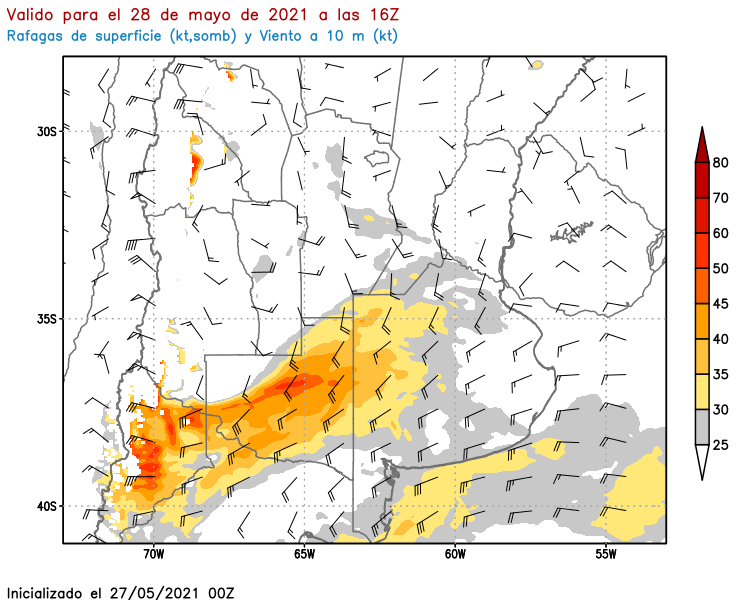 Valido para el 28 de mayo de 2021 a las 16Z
Rafagas de superficie (kt,somb) y Viento a 10 m (kt)
30S
35S
40S
70W
65W
60W
55W
80
70
60
50
45
40
35
30
25
Inicializado el 27/05/2021 00Z